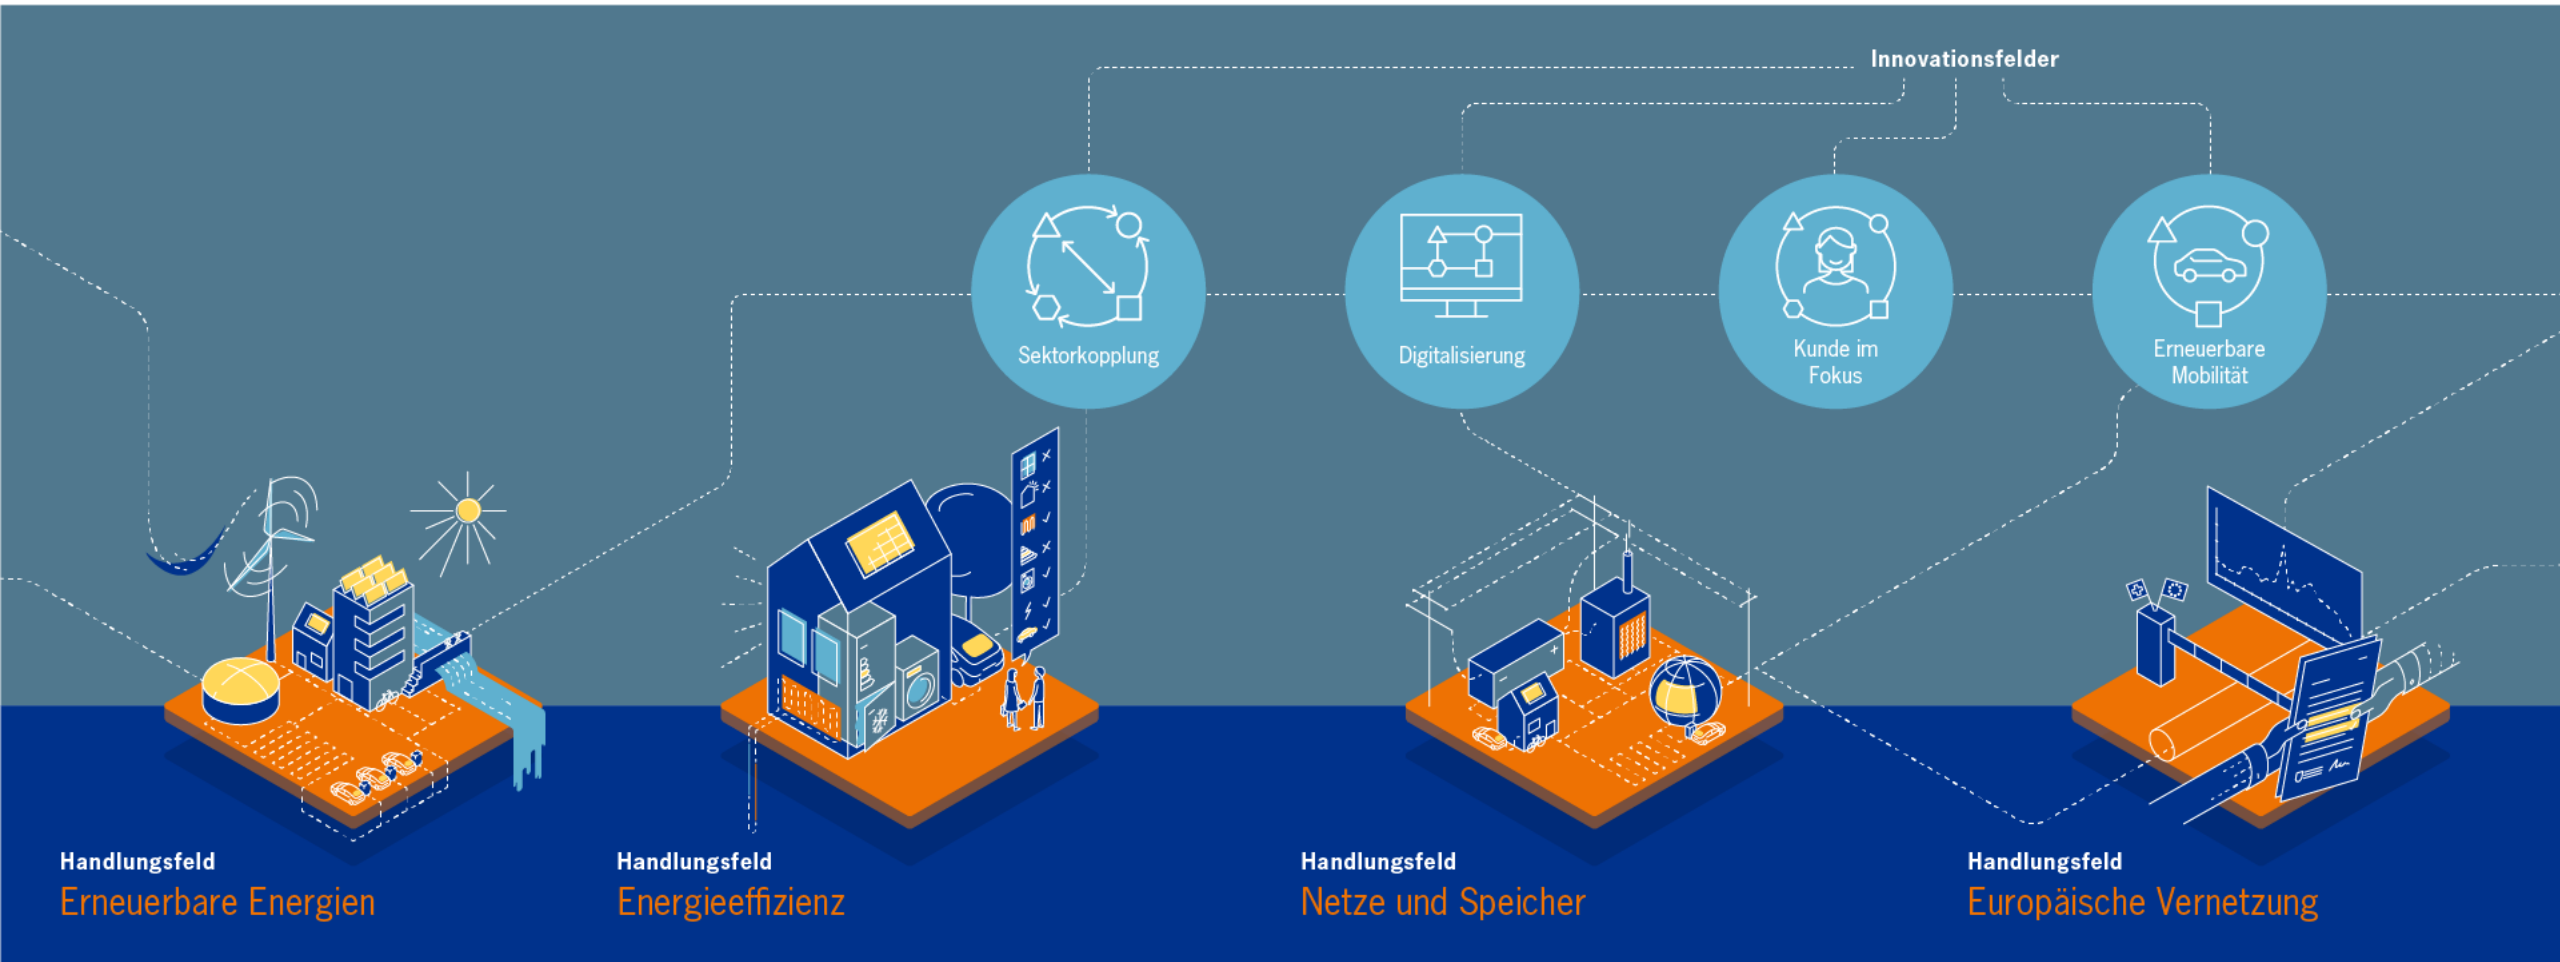 Innovationsfelder
Sektorkopplung
Digitalisierung
Kunde im
Fokus
Erneuerbare
Mobilität
Handlungsfeld
Erneuerbare Energien
Handlungsfeld
Energieeffizienz
Handlungsfeld
Netze und Speicher
Handlungsfeld
Europäische Vernetzung